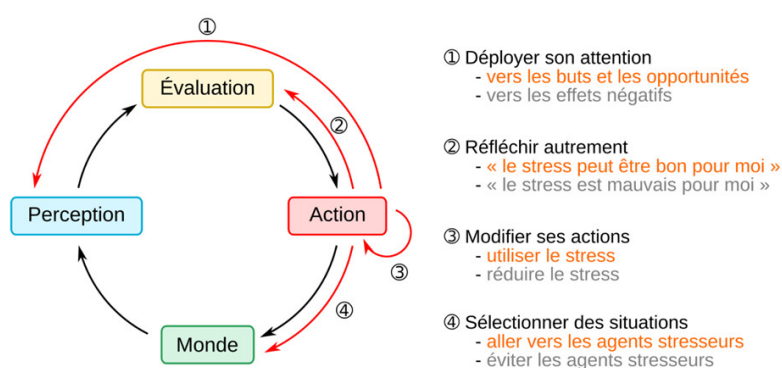 ①
Évaluation
②
Perception
Action
③
④
Monde
① Déployer son attention
- vers les buts et les opportunités
- vers les effets négatifs
② Réfléchir autrement
- « le stress peut être bon pour moi »
- « le stress est mauvais pour moi »
③ Modifier ses actions
- utiliser le stress
- réduire le stress
④ Sélectionner des situations
- aller vers les agents stresseurs
- éviter les agents stresseurs